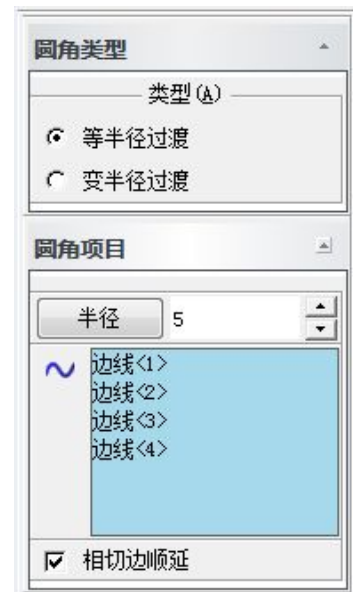 圆角类型
类型(A)
等半径过渡
变半径过渡
圆角项目
半径 5
边线<1>
边线<2>
边线<3>
边线<4>
相切边顺延